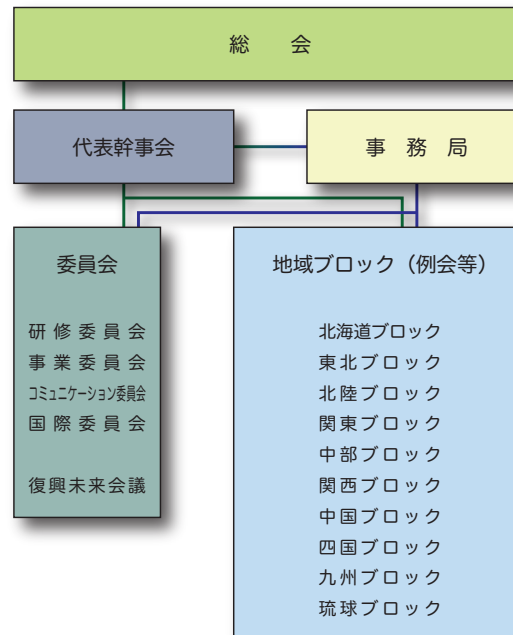 総　会
代表幹事会
事　務　局
委員会
研修委員会
事業委員会
コミュニケーション委員会
国際委員会
復興未来会議
地域ブロック（例会等）
北海道ブロック
東北ブロック
北陸ブロック
関東ブロック
中部ブロック
関西ブロック
中国ブロック
四国ブロック
九州ブロック
琉球ブロック